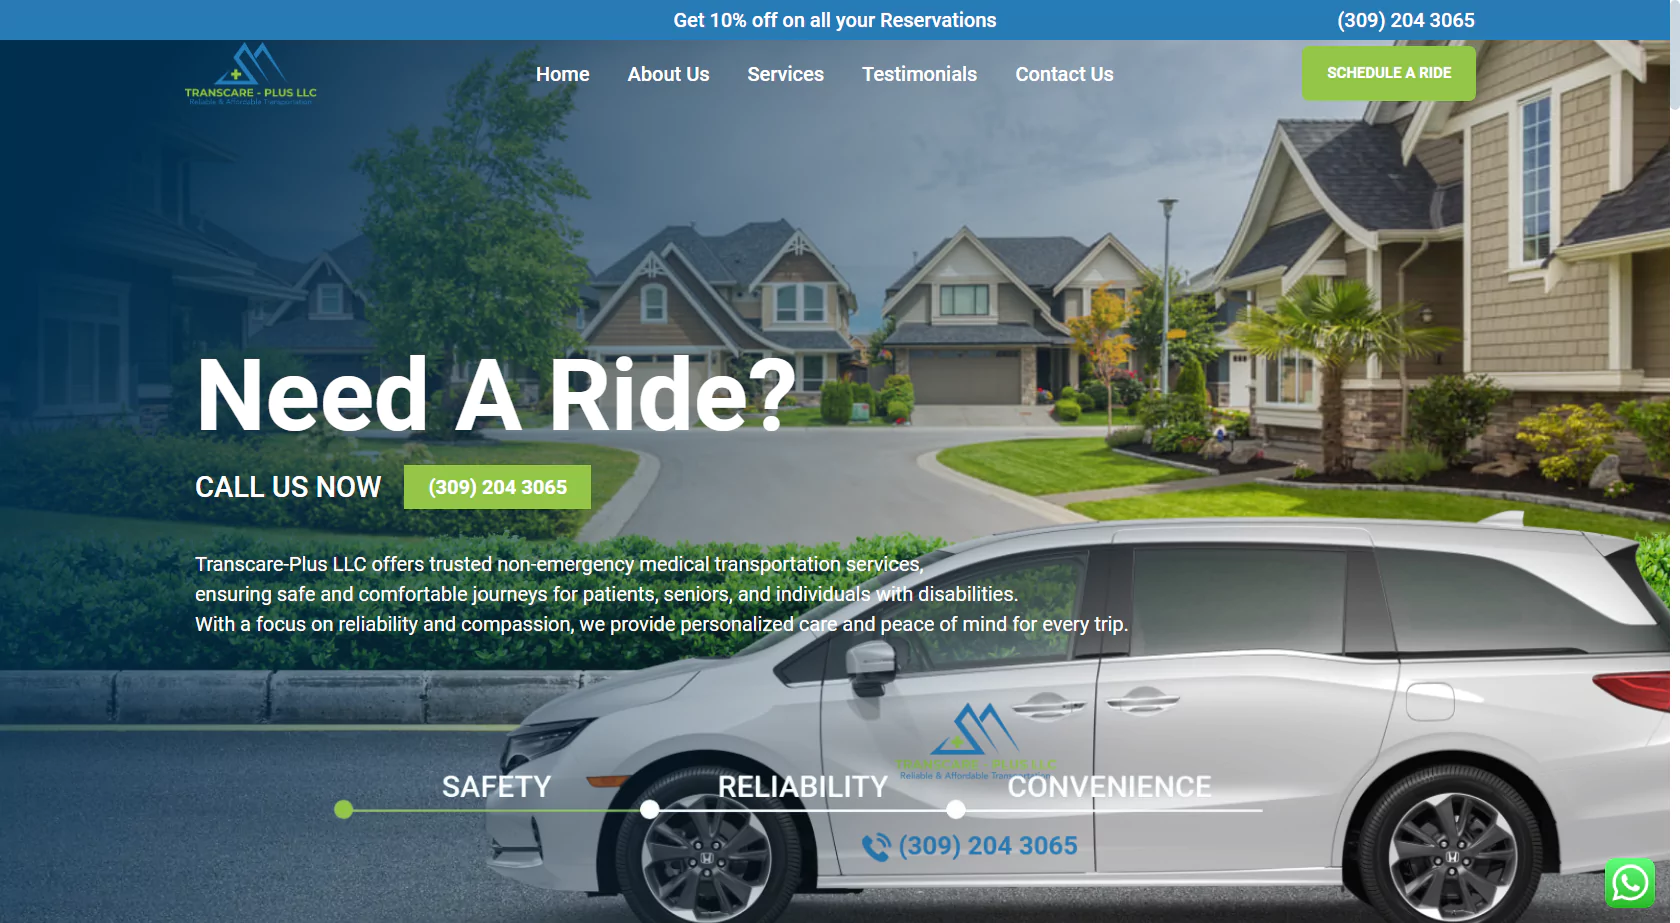 Get 10% off on all your Reservations
(309) 204 3065
TRANSCARE - PLUS LLC
Reliable & Affordable Transportation
Home
About Us
Services
Testimonials
Contact Us
SCHEDULE A RIDE
Need A Ride?
CALL US NOW
(309) 204 3065
Transcare-Plus LLC offers trusted non-emergency medical transportation services,
ensuring safe and comfortable journeys for patients, seniors, and individuals with disabilities.
With a focus on reliability and compassion, we provide personalized care and peace of mind for every trip.
TRANSCARE - PLUS LLC
Reliable & Affordable Transportation
SAFETY
RELIABILITY
CONVENIENCE
(309) 204 3065